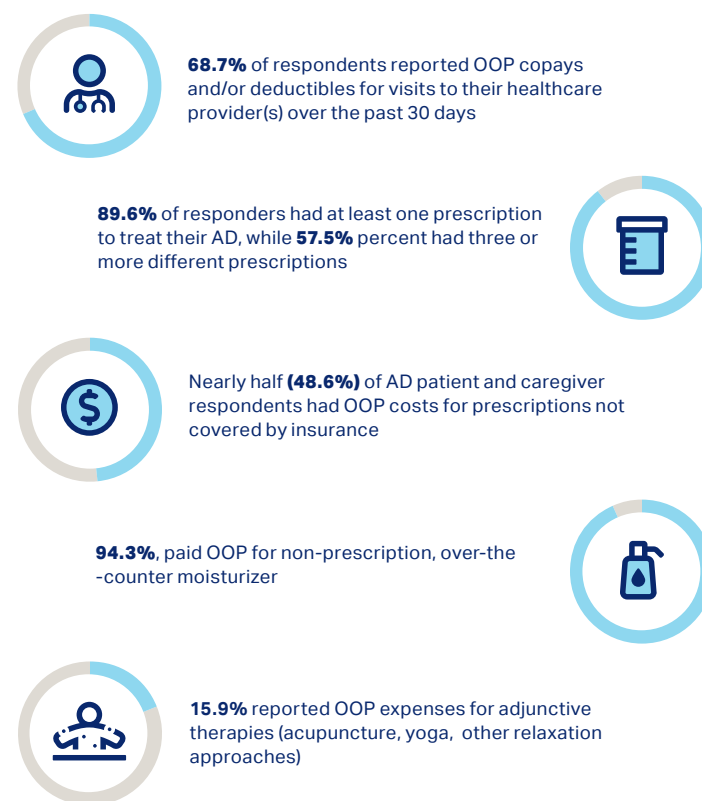 68.7% of respondents reported OOP copays
and/or deductibles for visits to their healthcare
provider(s) over the past 30 days
89.6% of responders had at least one prescription
to treat their AD, while 57.5% percent had three or
more different prescriptions
$
Nearly half (48.6%) of AD patient and caregiver
respondents had OOP costs for prescriptions not
covered by insurance
94.3%, paid OOP for non-prescription, over-the
-counter moisturizer
15.9% reported OOP expenses for adjunctive
therapies (acupuncture, yoga, other relaxation
approaches)